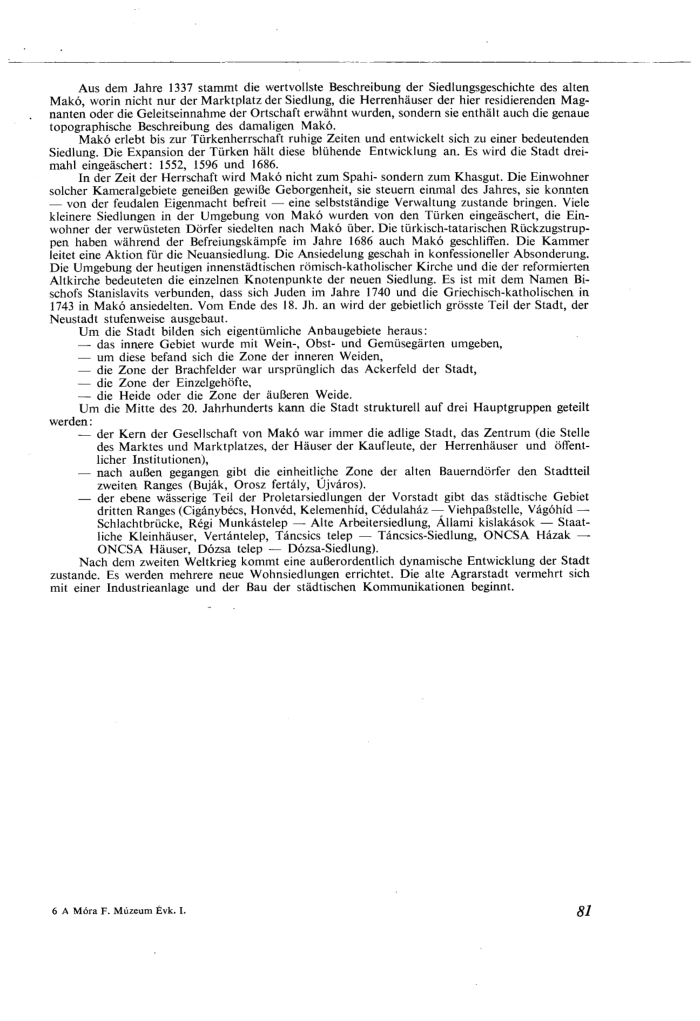 Aus dem Jahre 1337 stammt die wertvollste Beschreibung der Siedlungsgeschichte des alten
Makó, worin nicht nur der Marktplatz der Siedlung, die Herrenhäuser der hier residierenden Mag-
nanten oder die Geleitseinnahme der Ortschaft erwähnt wurden, sondern sie enthält auch die genaue
topographische Beschreibung des damaligen Makó.
Makó erlebt bis zur Türkenherrschaft ruhige Zeiten und entwickelt sich zu einer bedeutenden
Siedlung. Die Expansion der Türken hält diese blühende Entwicklung an. Es wird die Stadt drei-
mahl eingeäschert: 1552, 1596 und 1686.
In der Zeit der Herrschaft wird Makó nicht zum Spahi- sondern zum Khasgut. Die Einwohner
solcher Kameralgebiete geneißen gewiße Geborgenheit, sie steuern einmal des Jahres, sie konnten
— von der feudalen Eigenmacht befreit — eine selbstständige Verwaltung zustande bringen. Viele
kleinere Siedlungen in der Umgebung von Makó wurden von den Türken eingeäschert, die Ein-
wohner der verwüsteten Dörfer siedelten nach Makó über. Die türkisch-tatarischen Rückzugstrup-
pen haben während der Befreiungskämpfe im Jahre 1686 auch Makó geschliffen. Die Kammer
leitet eine Aktion für die Neuansiedlung. Die Ansiedelung geschah in konfessioneller Absonderung.
Die Umgebung der heutigen innenstädtischen römisch-katholischer Kirche und die der reformierten
Altkirche bedeuteten die einzelnen Knotenpunkte der neuen Siedlung. Es ist mit dem Namen Bi-
schofs Stanislavits verbunden, dass sich Juden im Jahre 1740 und die Griechisch-katholischen in
1743 in Makó ansiedelten. Vom Ende des 18. Jh. an wird der gebietlich grösste Teil der Stadt, der
Neustadt stufenweise ausgebaut.
Um die Stadt bilden sich eigentümliche Anbaugebiete heraus:
— das innere Gebiet wurde mit Wein-, Obst- und Gemüsegärten umgeben,
— um diese befand sich die Zone der inneren Weiden,
— die Zone der Brachfelder war ursprünglich das Ackerfeld der Stadt,
— die Zone der Einzelgehöfte,
— die Heide oder die Zone der äußeren Weide.
Um die Mitte des 20. Jahrhunderts kann die Stadt strukturell auf drei Hauptgruppen geteilt
werden:
— der Kern der Gesellschaft von Makó war immer die adlige Stadt, das Zentrum (die Stelle
des Marktes und Marktplatzes, der Häuser der Kaufleute, der Herrenhäuser und öffent-
licher Institutionen),
— nach außen gegangen gibt die einheitliche Zone der alten Bauerndörfer den Stadtteil
zweiten Ranges (Buják, Orosz fertály, Újváros).
— der ebene wässerige Teil der Proletarsiedlungen der Vorstadt gibt das städtische Gebiet
dritten Ranges (Cigánybécs, Honvéd, Kelemenhíd, Cédulaház — Viehpaßstelle, Vágóhíd —
Schlachtbrücke, Régi Munkástelep — Alte Arbeitersiedlung, Állami kislakások — Staat-
liche Kleinhäuser, Vertántelep, Táncsics telep — Táncsics-Siedlung, ONCSA Házak —
ONCSA Häuser, Dózsa telep — Dózsa-Siedlung).
Nach dem zweiten Weltkrieg kommt eine außerordentlich dynamische Entwicklung der Stadt
zustande. Es werden mehrere neue Wohnsiedlungen errichtet. Die alte Agrarstadt vermehrt sich
mit einer Industrieanlage und der Bau der städtischen Kommunikationen beginnt.
6 A Móra F. Múzeum Évk. I.
81